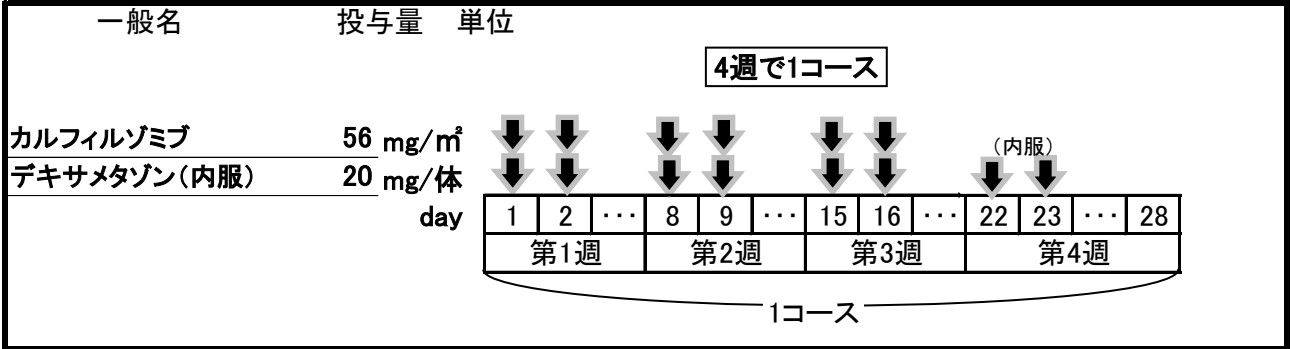 一般名 投与量 単位
4週で1コース
カルフィルゾミブ 56 mg/㎡
(内服)
デキサメタゾン(内服) 20 mg/体
day 1 2 ・・・ 8 9 ・・・ 15 16 ・・・ 22 23 ・・・ 28
第1週 第2週 第3週 第4週
1コース